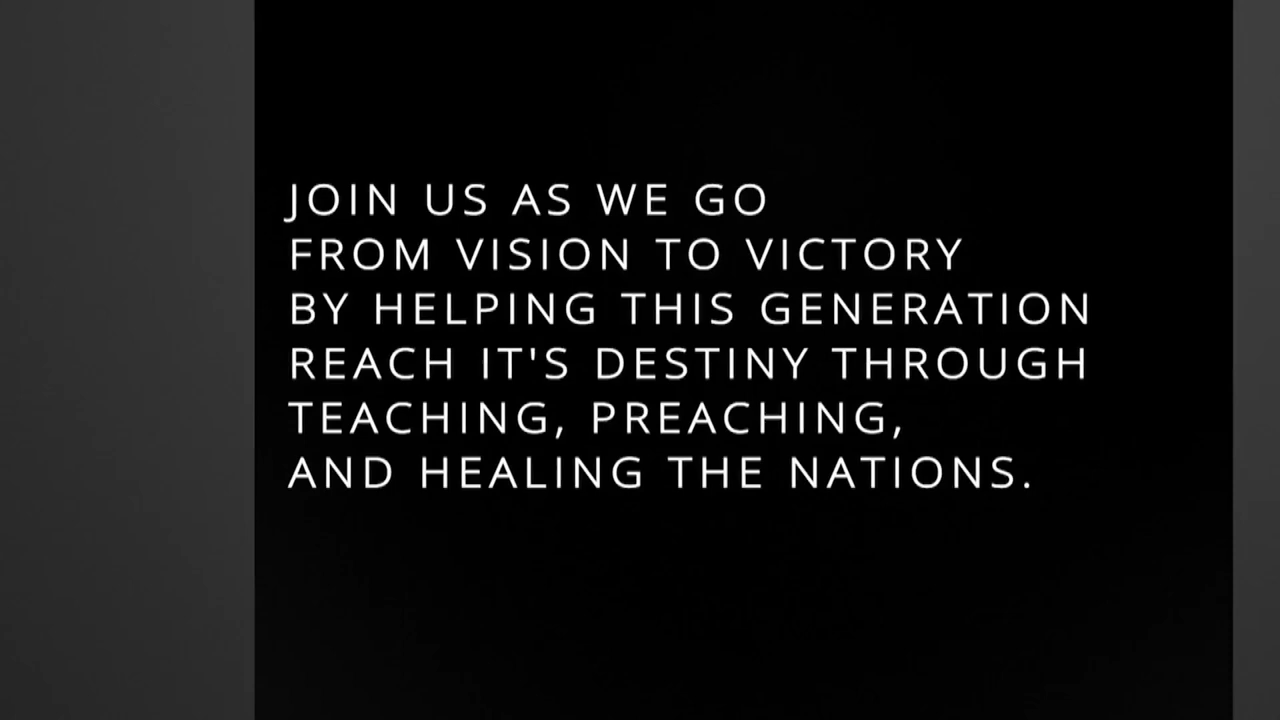 JOIN US AS WE GO
FROM VISION TO VICTORY
BY HELPING THIS GENERATION
REACH IT'S DESTINY THROUGH
TEACHING, PREACHING,
AND HEALING THE NATIONS.